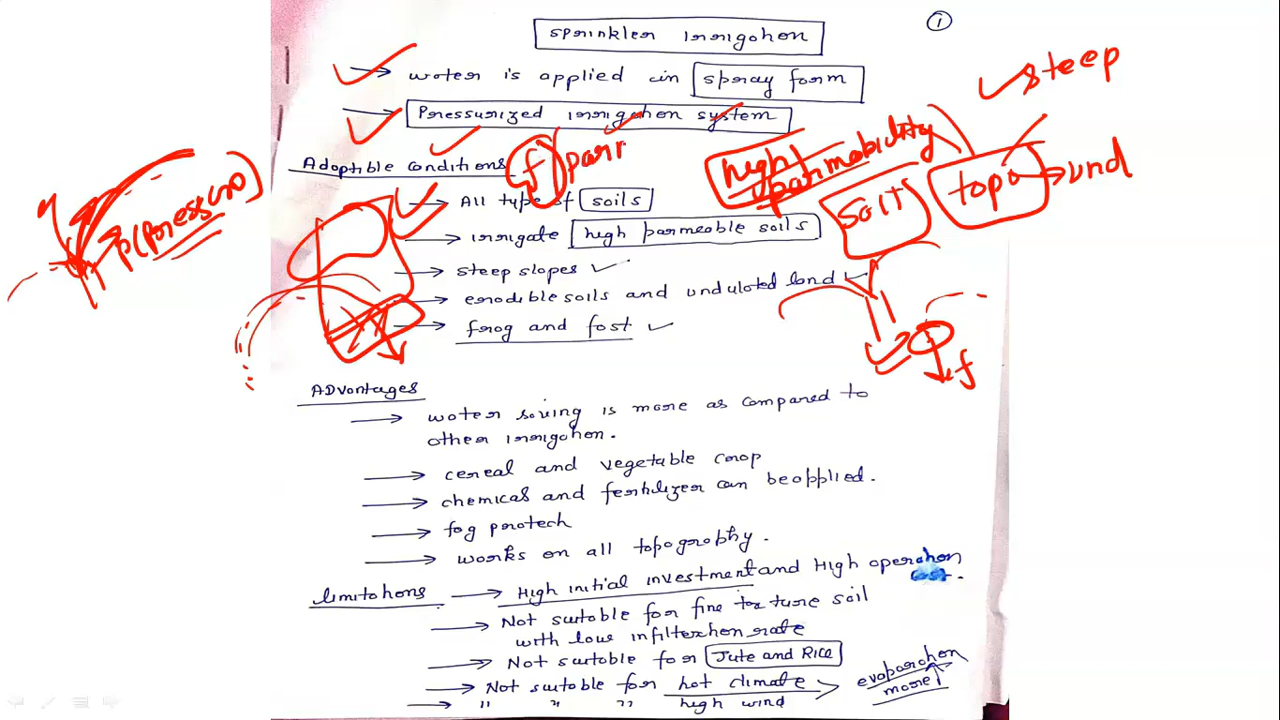 1
sprinkler irrigation
→ water is applied in spray form
→ Pressurized irrigation system
Adoptible conditions
→ All type of soils
→ irrigate high permeable soils
→ steep slopes
→ erodible soils and undulated land
→ frog and fost
Advantages
→ water saving is more as compared to
other irrigation.
→ cereal and vegetable crop
→ chemical and fertilizer can be applied.
→ fog protech
→ works on all topography.
limitations → High initial investment and High operation
cost.
→ Not suitable for fine texture soil
with low infiltertion rate
→ Not suitable for Jute and Rice
→ Not suitable for hot climate
evaporation
more↑
→ " " " high wind
steep
high
permability
soil
topo → und
f
P(pressure)
f